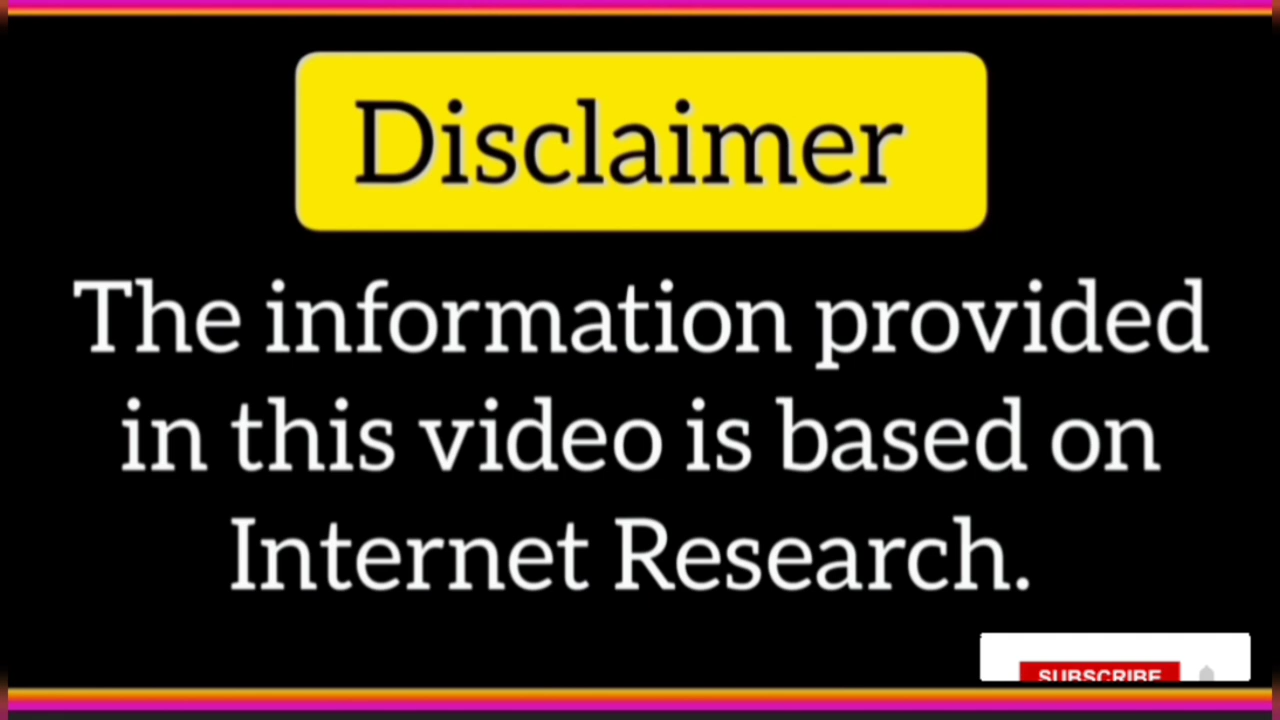 Disclaimer
The information provided
in this video is based on
Internet Research.
SUBSCRIBE